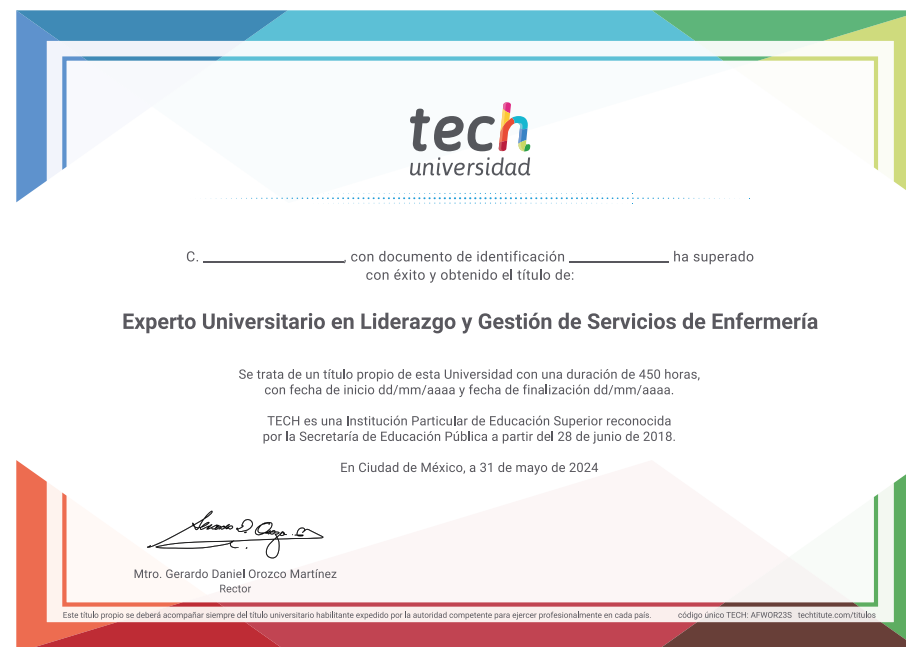 tech
universidad
C. ____________, con documento de identificación ____________ ha superado
con éxito y obtenido el título de:
Experto Universitario en Liderazgo y Gestión de Servicios de Enfermería
Se trata de un título propio de esta Universidad con una duración de 450 horas,
con fecha de inicio dd/mm/aaaa y fecha de finalización dd/mm/aaaa.
TECH es una Institución Particular de Educación Superior reconocida
por la Secretaría de Educación Pública a partir del 28 de junio de 2018.
En Ciudad de México, a 31 de mayo de 2024
Mtro. Gerardo Daniel Orozco Martínez
Rector
Este título propio se deberá acompañar siempre del título universitario habilitante expedido por la autoridad competente para ejercer profesionalmente en cada país. código único TECH: AFWOR23S techtitute.com/titulos